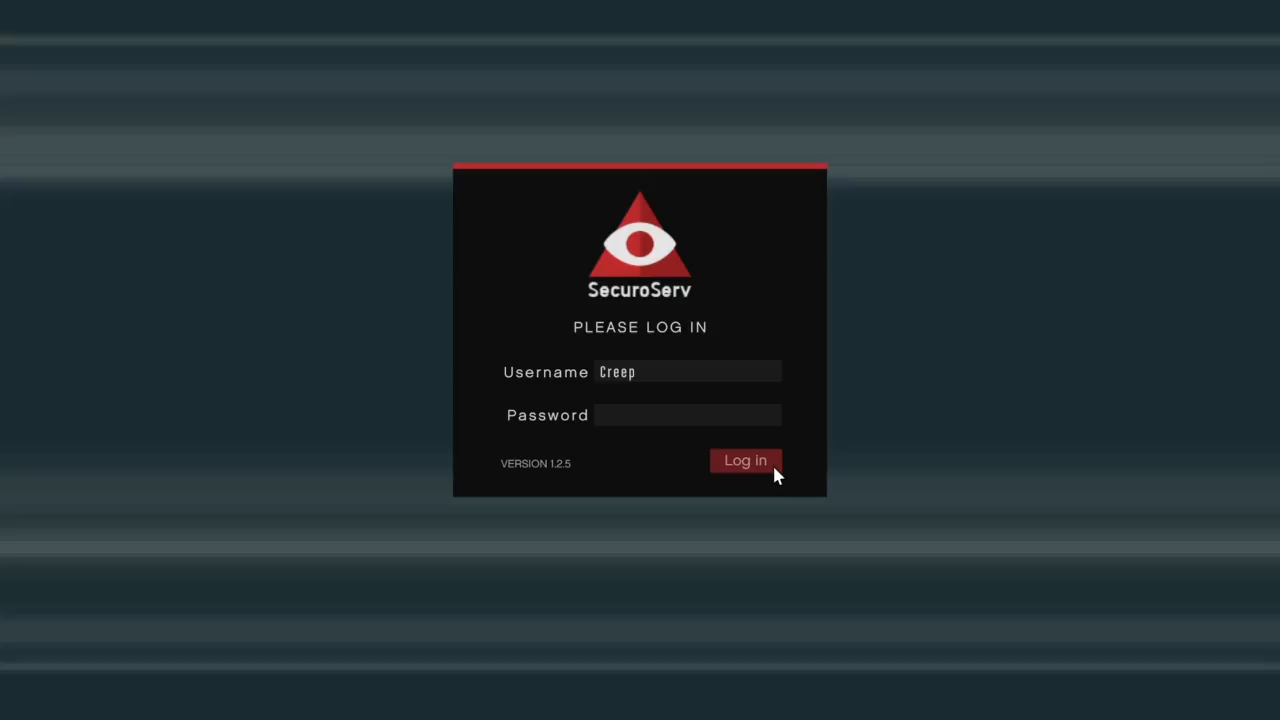 SecuroServ
PLEASE LOG IN
Username Creep
Password
VERSION 1.2.5 Log in